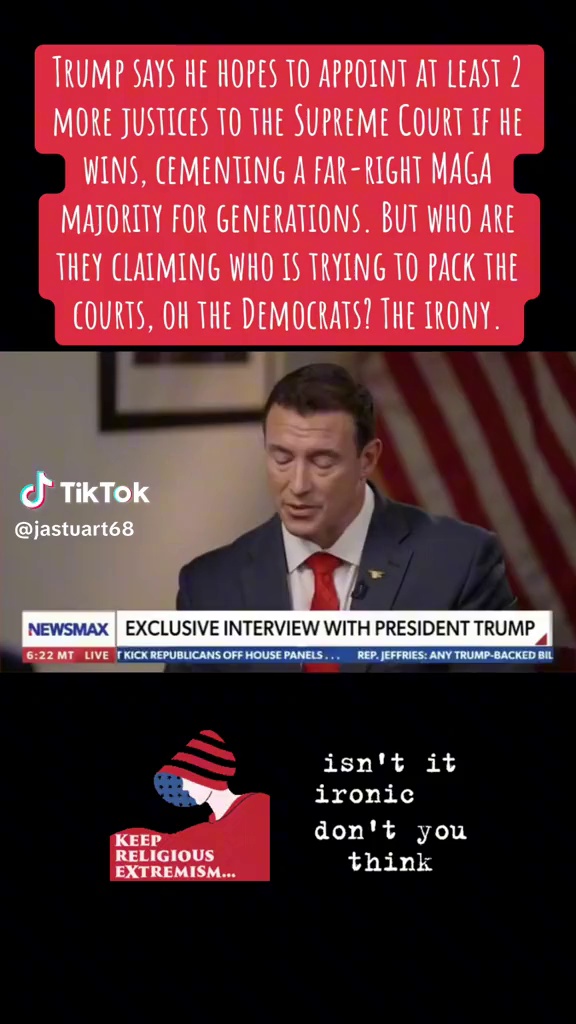 Trump says he hopes to appoint at least 2
more justices to the Supreme Court if he
wins, cementing a far-right MAGA
majority for generations. But who are
they claiming who is trying to pack the
courts, oh the Democrats? The irony.
TikTok
@jastuart68
NEWSMAX EXCLUSIVE INTERVIEW WITH PRESIDENT TRUMP
6:22 MT LIVE T KICK REPUBLICANS OFF HOUSE PANELS... REP. JEFFRIES: ANY TRUMP-BACKED BIL
KEEP
RELIGIOUS
EXTREMISM...
isn't it
ironic
don't you
think